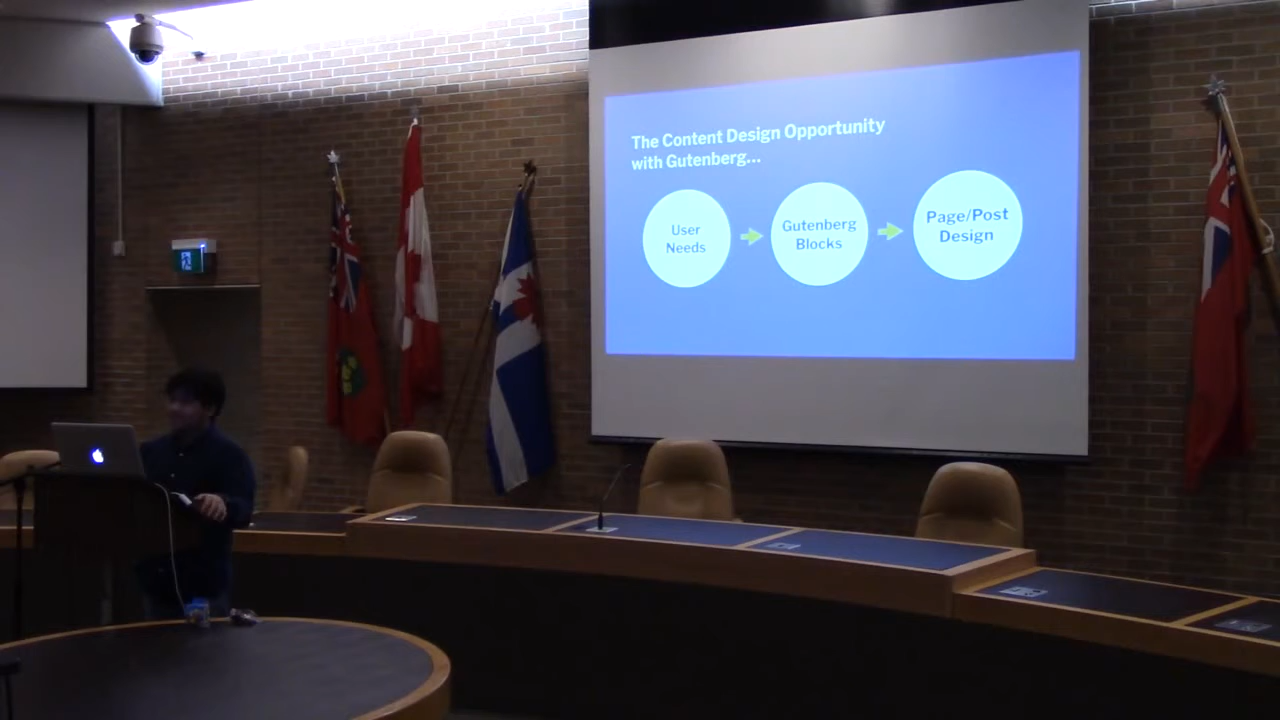 The Content Design Opportunity
with Gutenberg...
User
Needs
Gutenberg
Blocks
Page/Post
Design